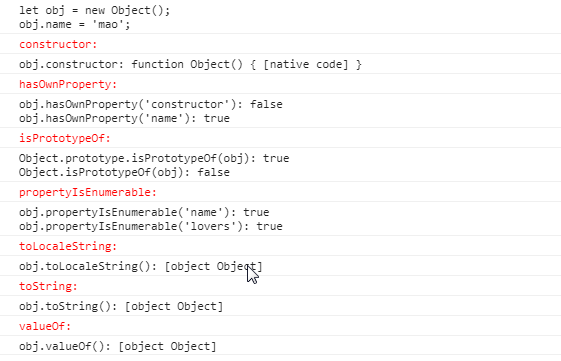 let obj = new Object();
obj.name = 'mao';
constructor:
obj.constructor: function Object() { [native code] }
hasOwnProperty:
obj.hasOwnProperty('constructor'): false
obj.hasOwnProperty('name'): true
isPrototypeOf:
Object.prototype.isPrototypeOf(obj): true
Object.isPrototypeOf(obj): false
propertyIsEnumerable:
obj.propertyIsEnumerable('name'): true
obj.propertyIsEnumerable('lovers'): true
toLocaleString:
obj.toLocaleString(): [object Object]
toString:
obj.toString(): [object Object]
valueOf:
obj.valueOf(): [object Object]